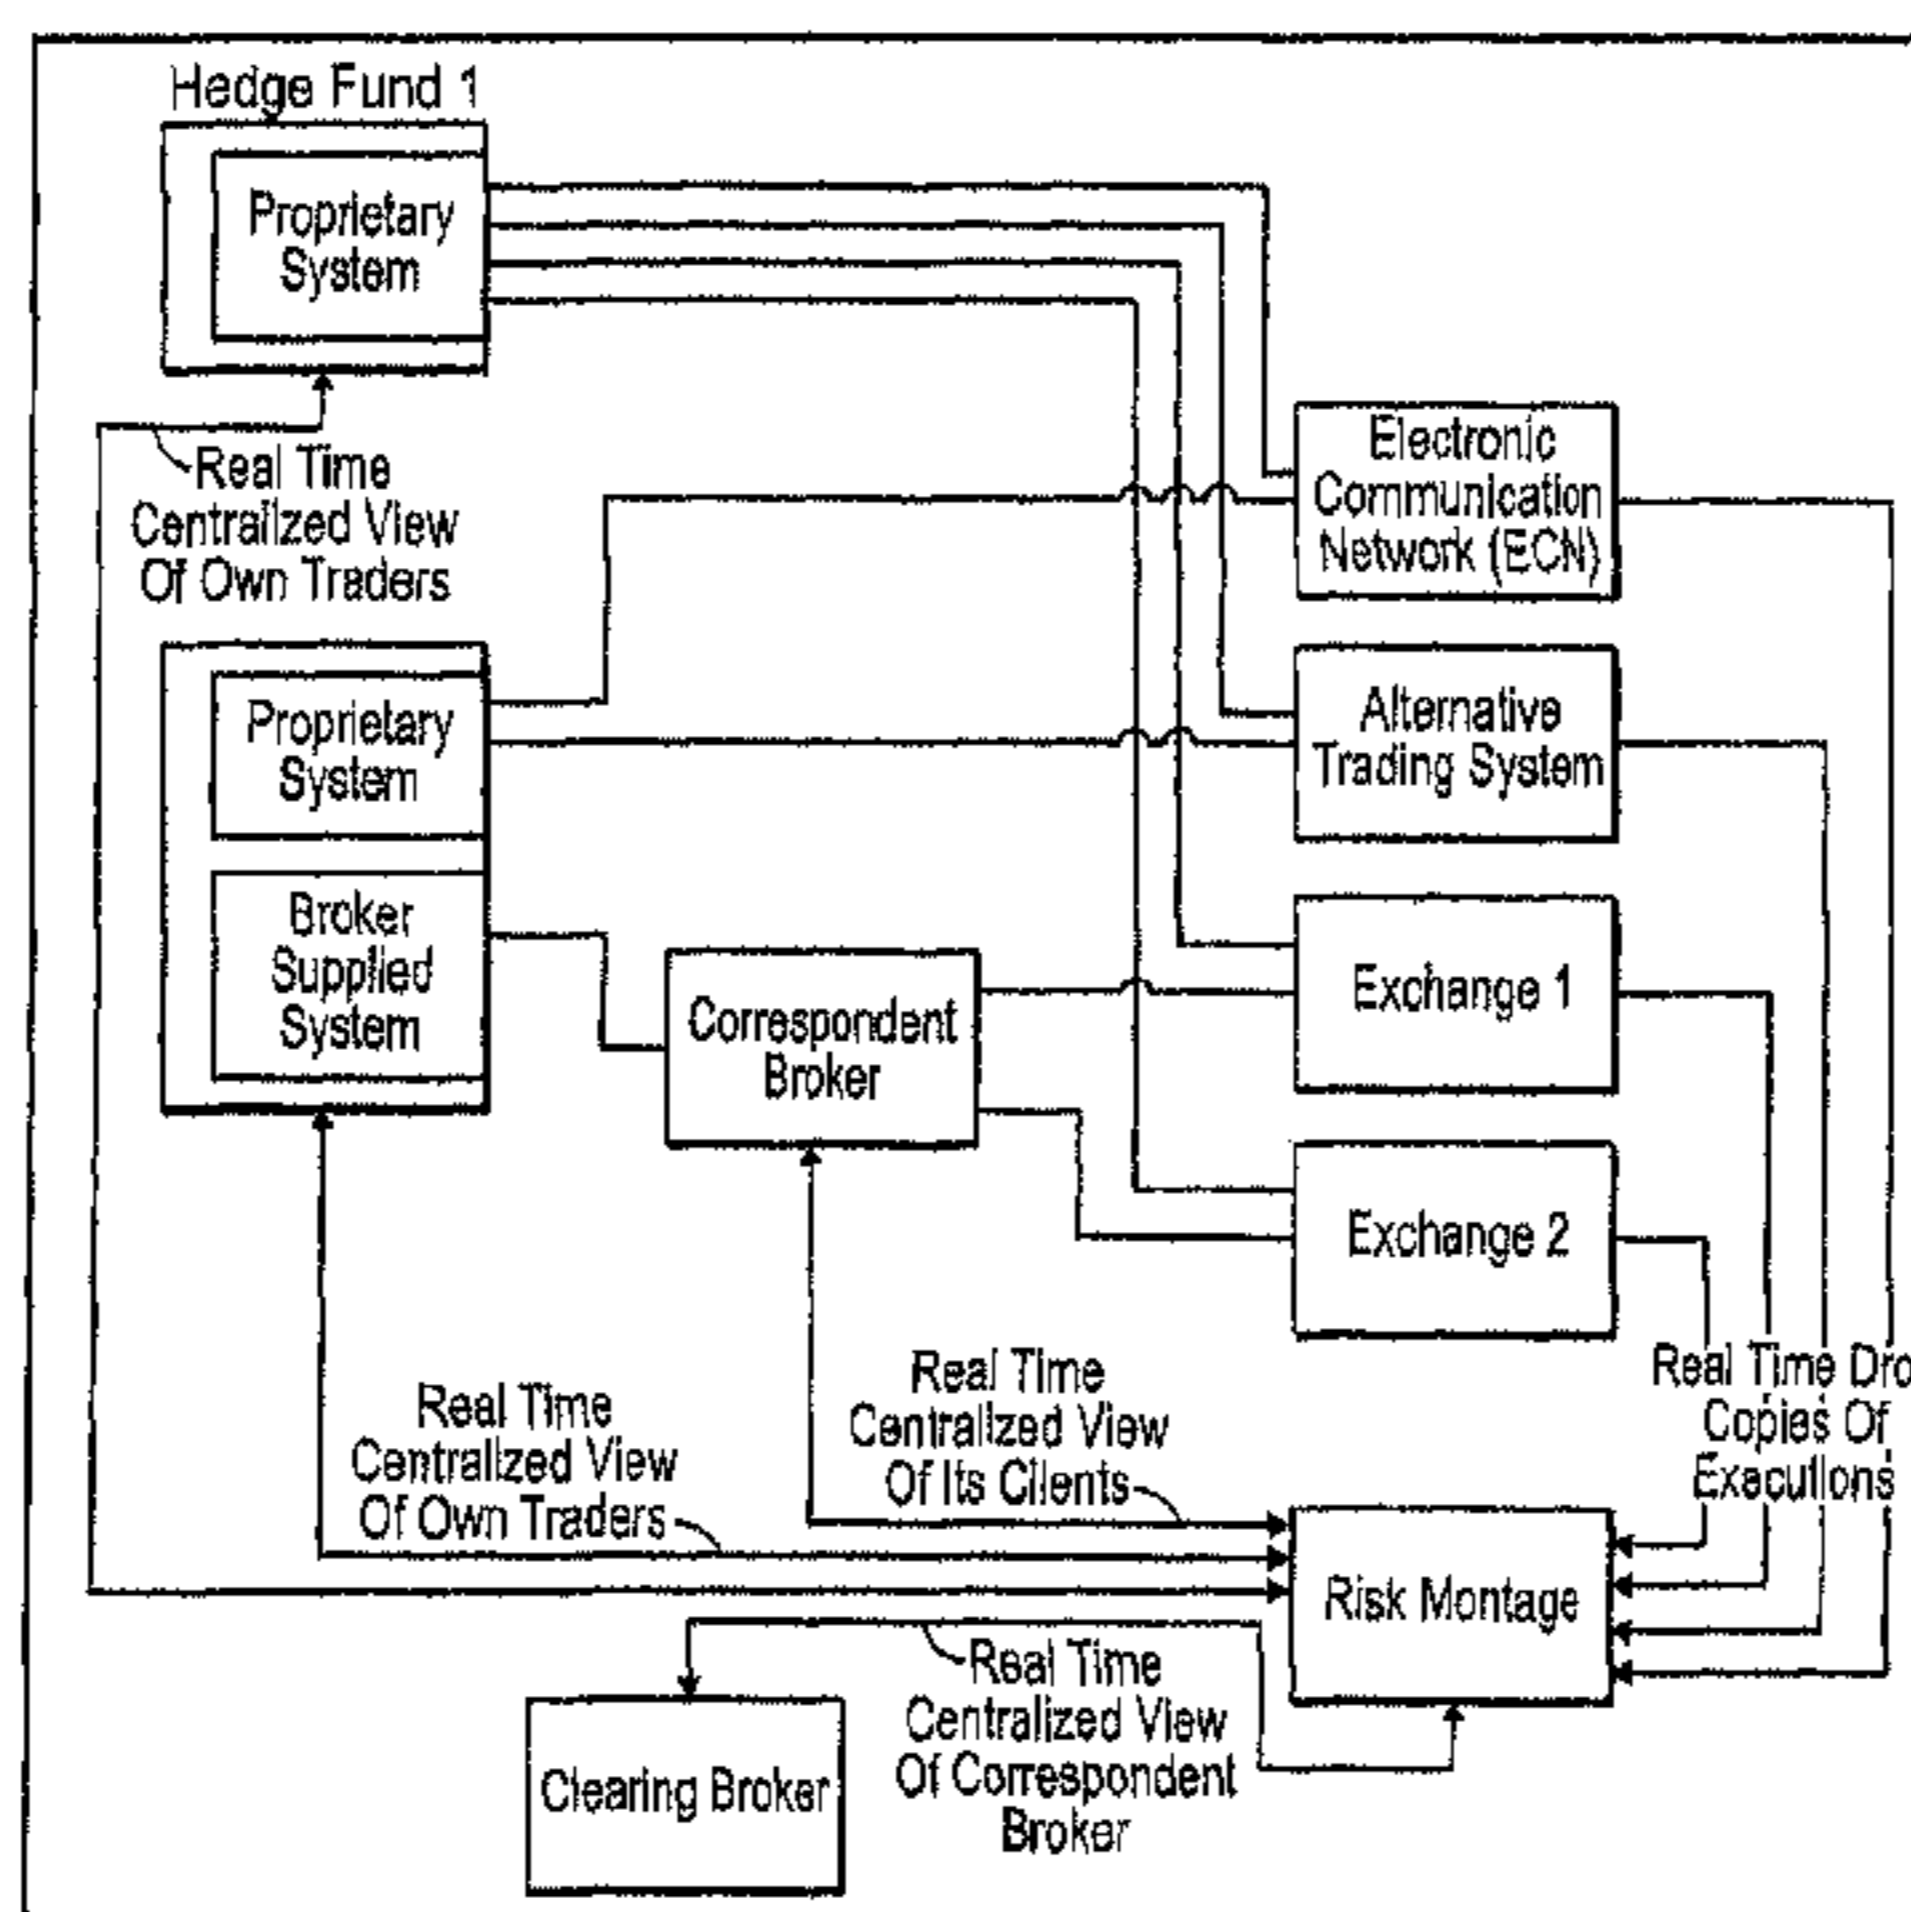 Hedge Fund 1
Proprietary
System
Real Time
Centralized View
Of Own Traders
Electronic
Communication
Network (ECN)
Proprietary
System
Alternative
Trading System
Broker
Supplied
System
Correspondent
Broker
Exchange 1
Exchange 2
Real Time
Centralized View
Of Own Traders
Real Time
Centralized View
Of Its Clients
Real Time Dro
Copies Of
Executions
Risk Montage
Real Time
Centralized View
Of Correspondent
Broker
Clearing Broker